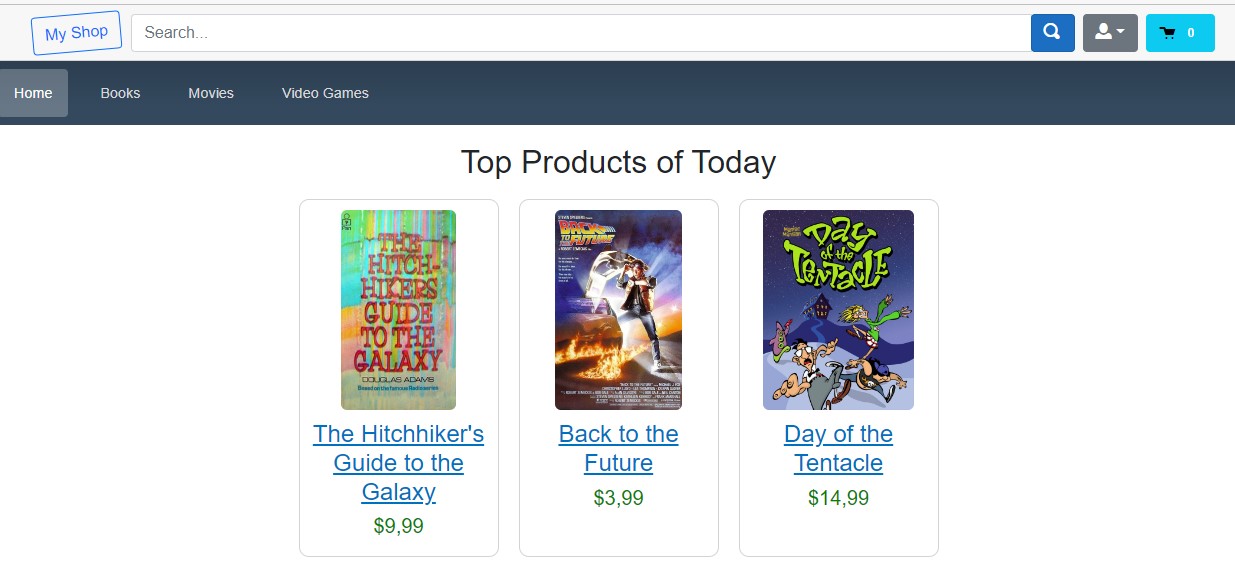 My Shop
Search...
0
Home
Books
Movies
Video Games
Top Products of Today
THE
HITCH-
HIKERS
GUIDE
TO THE
GALAXY
DOUGLAS ADAMS
Based on the famous Radio series
The Hitchhiker's
Guide to the
Galaxy
$9,99
BACK
TO THE
FUTURE
Back to the
Future
$3,99
Day
of the
TENTACLE
Day of the
Tentacle
$14,99